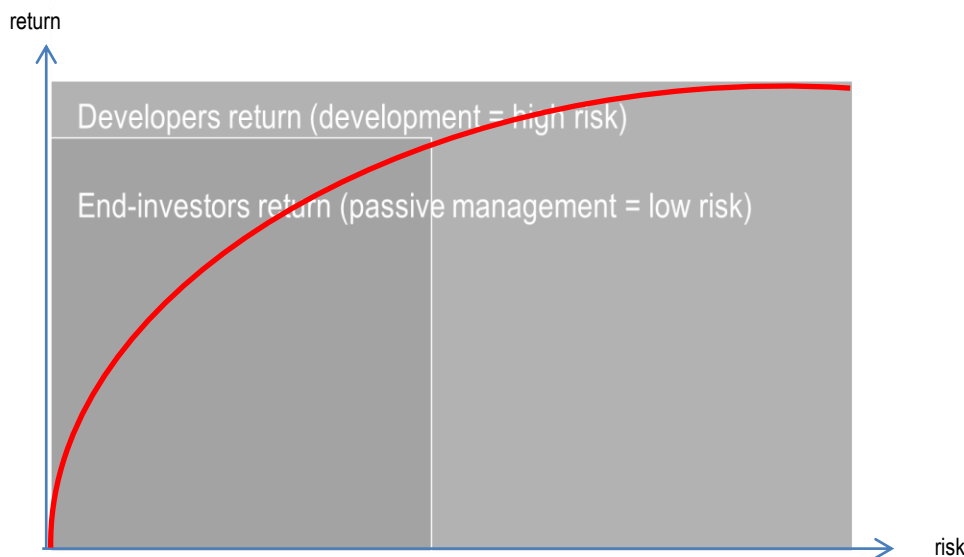 return
Developers return (development = high risk)
End-investors return (passive management = low risk)
risk